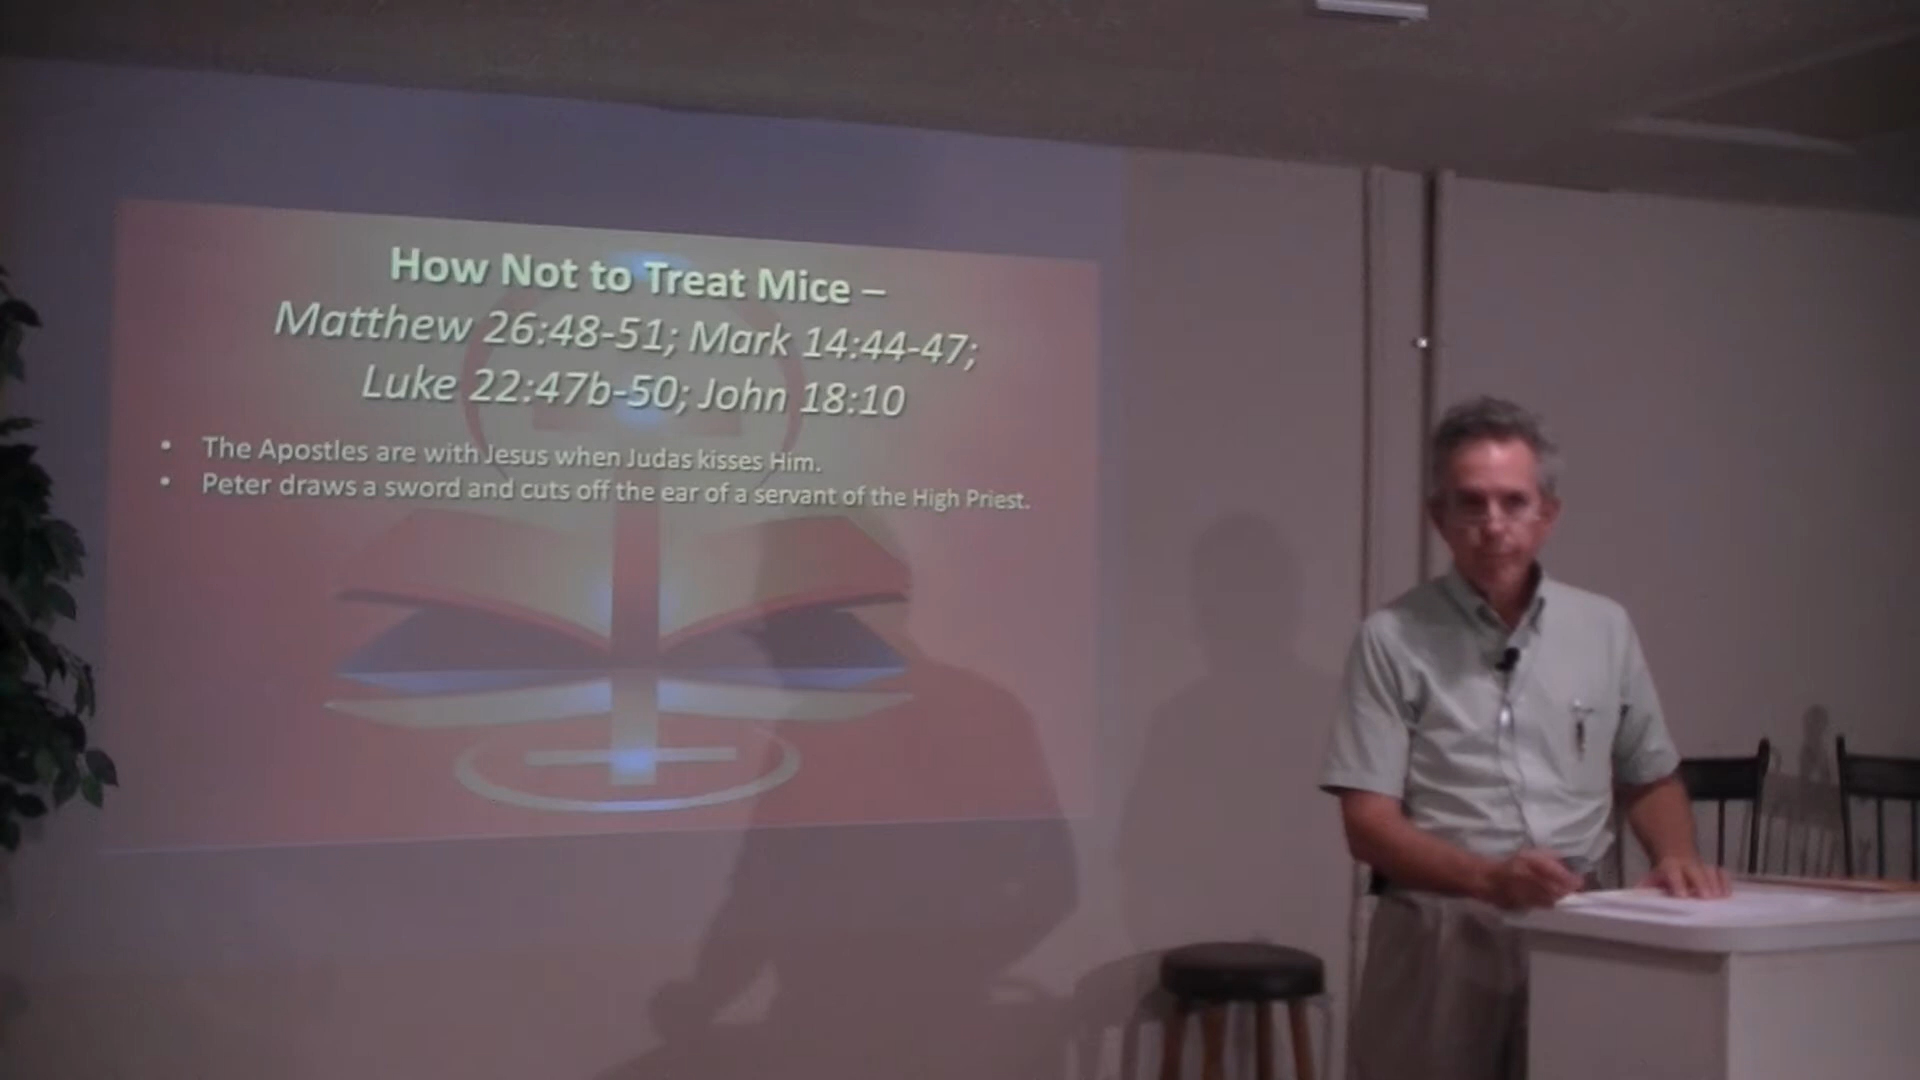 How Not to Treat Mice –
Matthew 26:48-51; Mark 14:44-47;
Luke 22:47b-50; John 18:10
• The Apostles are with Jesus when Judas kisses Him.
• Peter draws a sword and cuts off the ear of a servant of the High Priest.